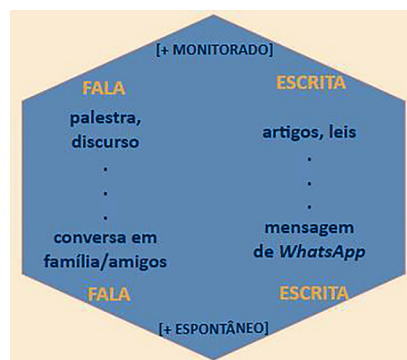 [+ MONITORADO]
FALA
ESCRITA
palestra,
discurso
artigos, leis
.
.
.
.
.
.
conversa em
família/amigos
mensagem
de WhatsApp
FALA
ESCRITA
[+ ESPONTÂNEO]